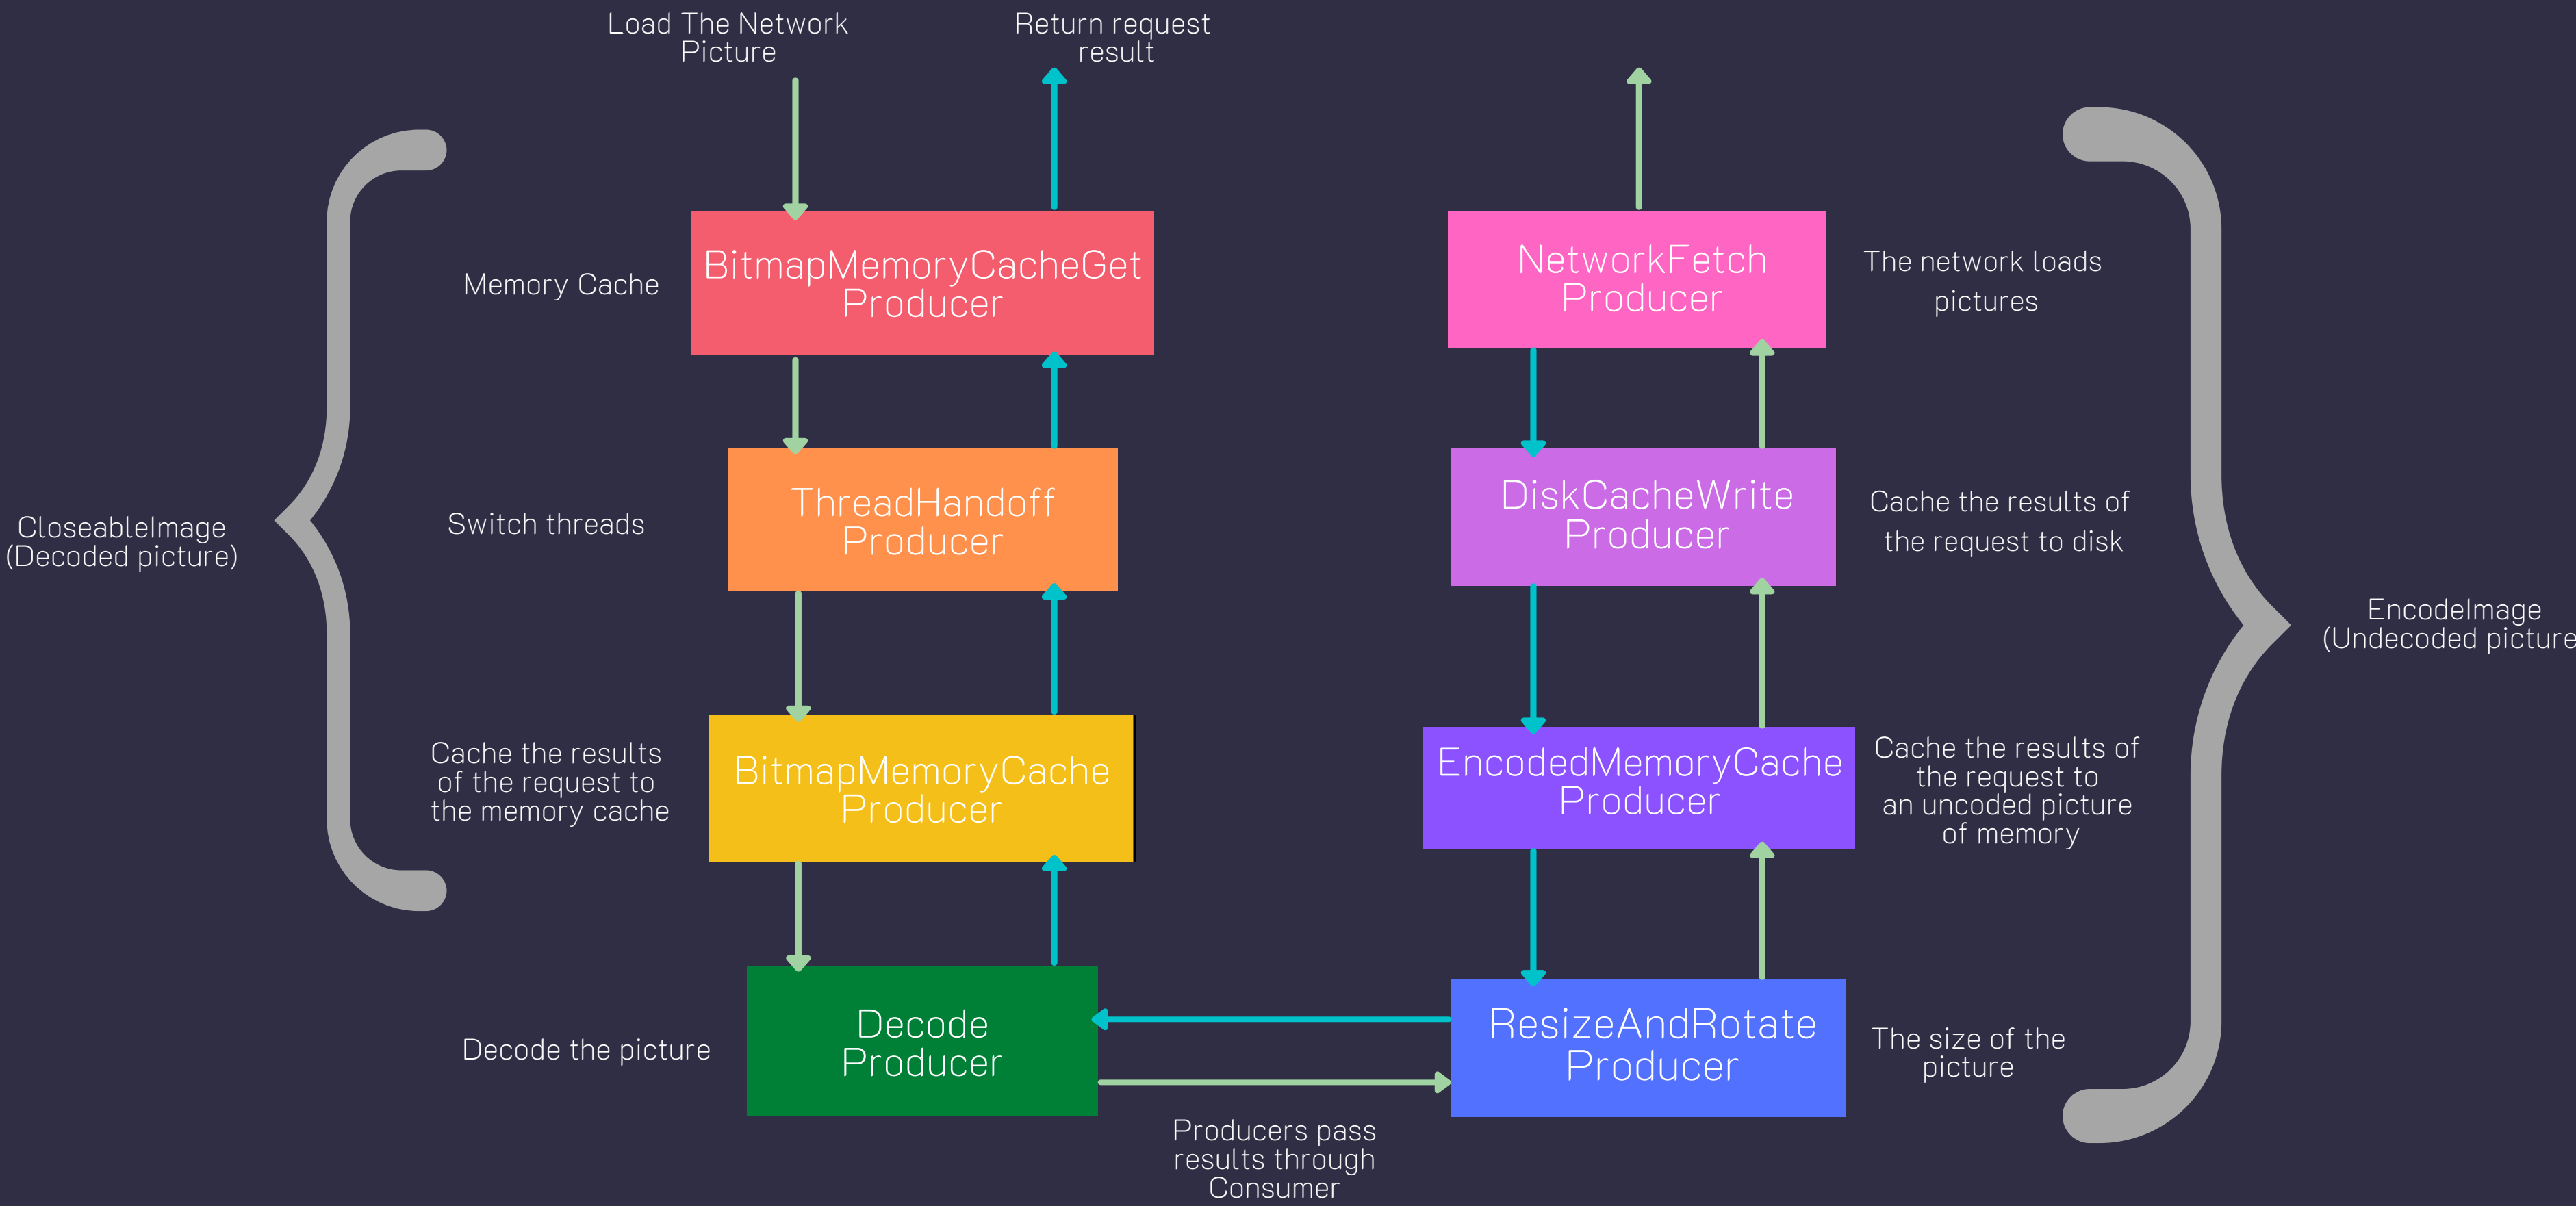 Load The Network
Picture
Return request
result
Memory Cache
BitmapMemoryCacheGet
Producer
NetworkFetch
Producer
The network loads
pictures
CloseableImage
(Decoded picture)
Switch threads
ThreadHandoff
Producer
DiskCacheWrite
Producer
Cache the results of
the request to disk
EncodeImage
(Undecoded picture
Cache the results
of the request to
the memory cache
BitmapMemoryCache
Producer
EncodedMemoryCache
Producer
Cache the results of
the request to
an uncoded picture
of memory
Decode the picture
Decode
Producer
ResizeAndRotate
Producer
The size of the
picture
Producers pass
results through
Consumer